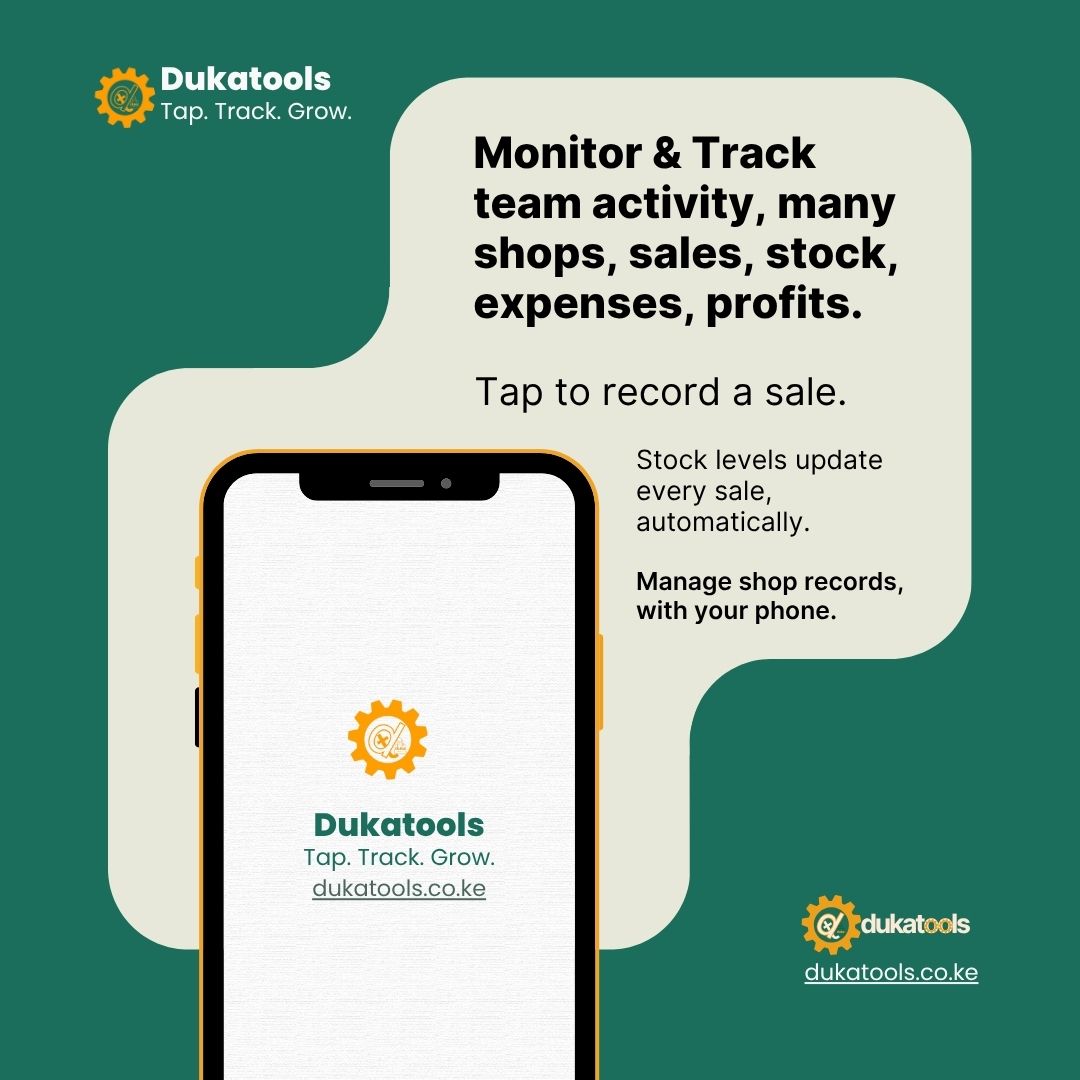 Dukatools
Tap. Track. Grow.
Monitor & Track
team activity, many
shops, sales, stock,
expenses, profits.
Tap to record a sale.
Stock levels update
every sale,
automatically.
Manage shop records,
with your phone.
Dukatools
Tap. Track. Grow.
dukatools.co.ke
dukatools
dukatools.co.ke